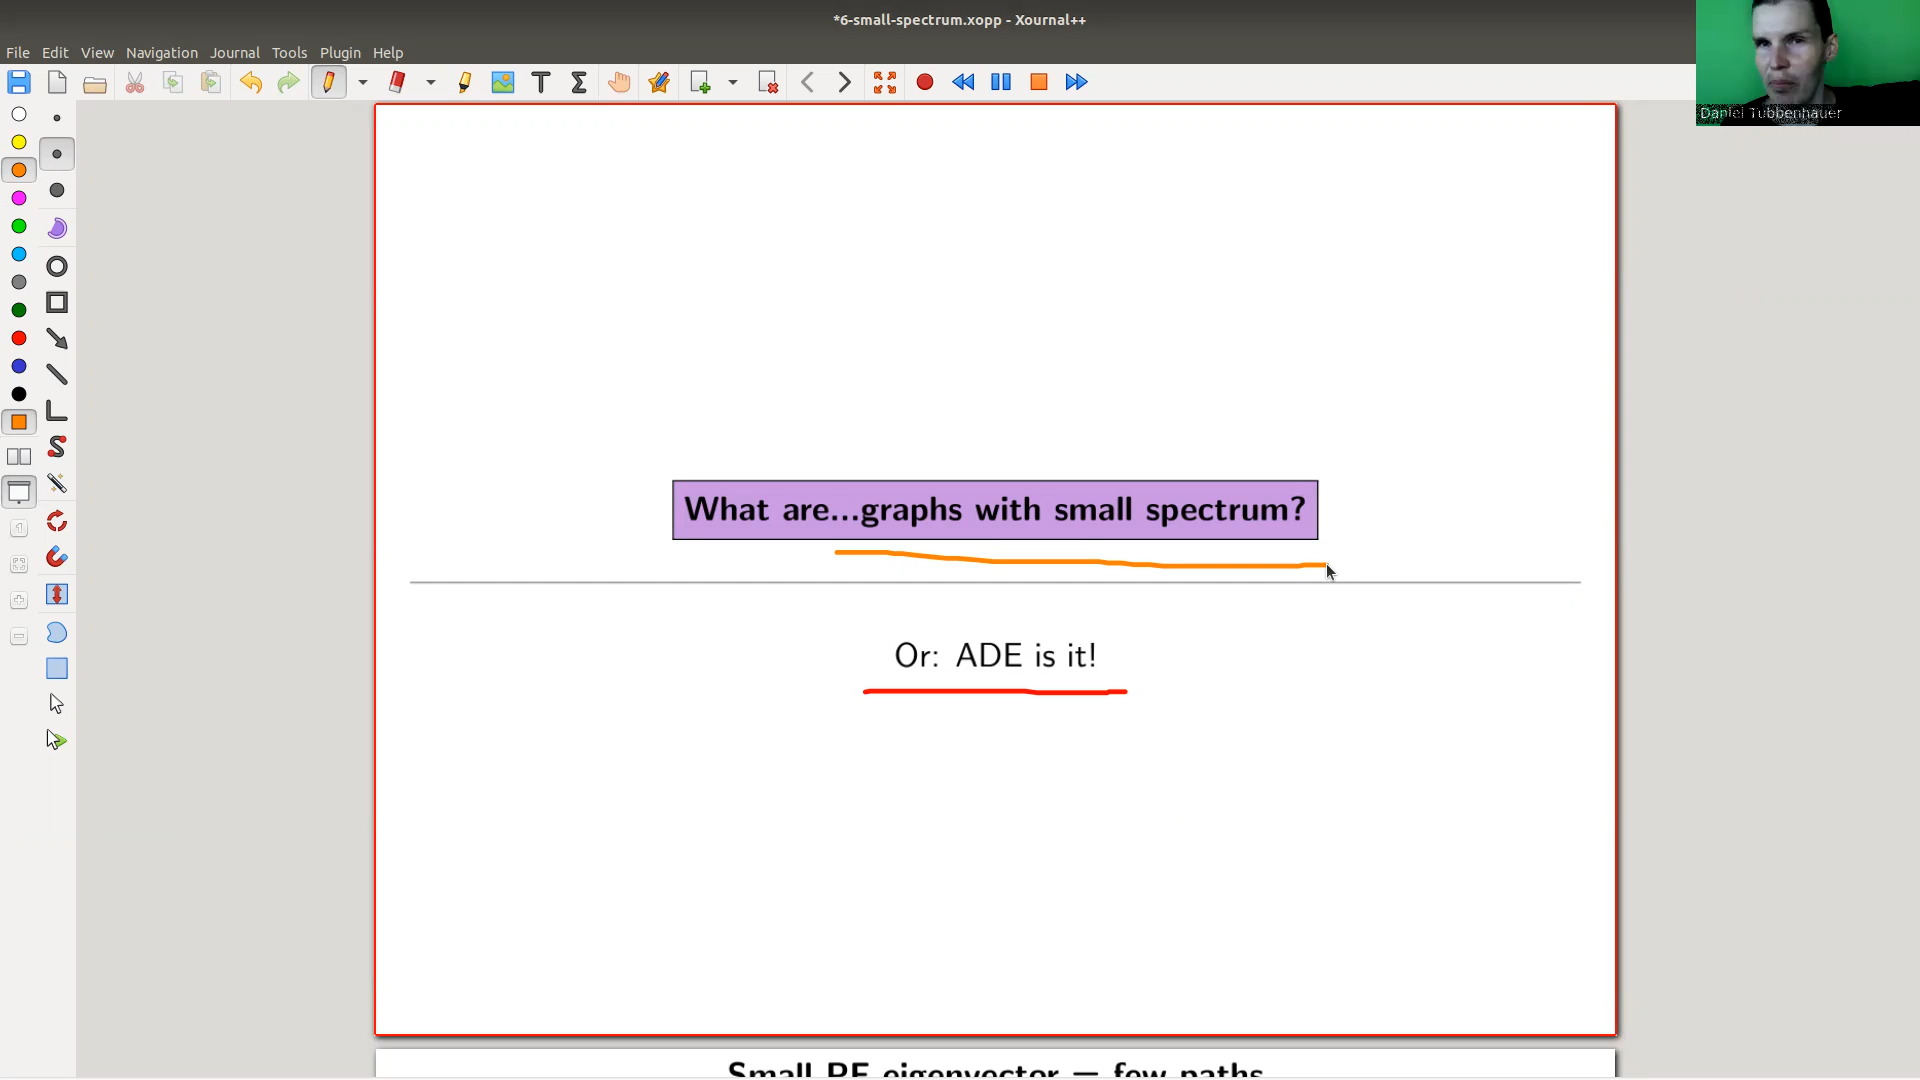 *6-small-spectrum.xopp - Xournal++
File Edit View Navigation Journal Tools Plugin Help
Daniel Tubbenhauer
What are...graphs with small spectrum?
Or: ADE is it!
Small PF eigenvector = few paths